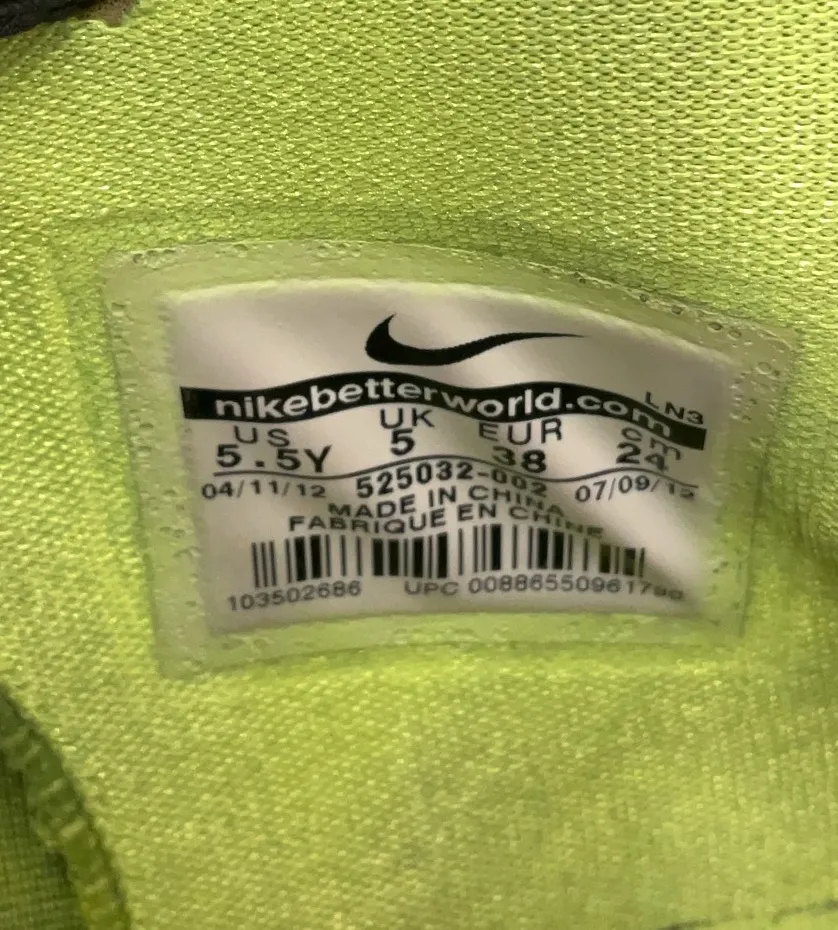 nikebetterworld.com LN3
US UK EUR cm
5.5Y 5 38 24
04/11/12 525032-002 07/09/12
MADE IN CHINA
FABRIQUE EN CHINE
103502686 UPC